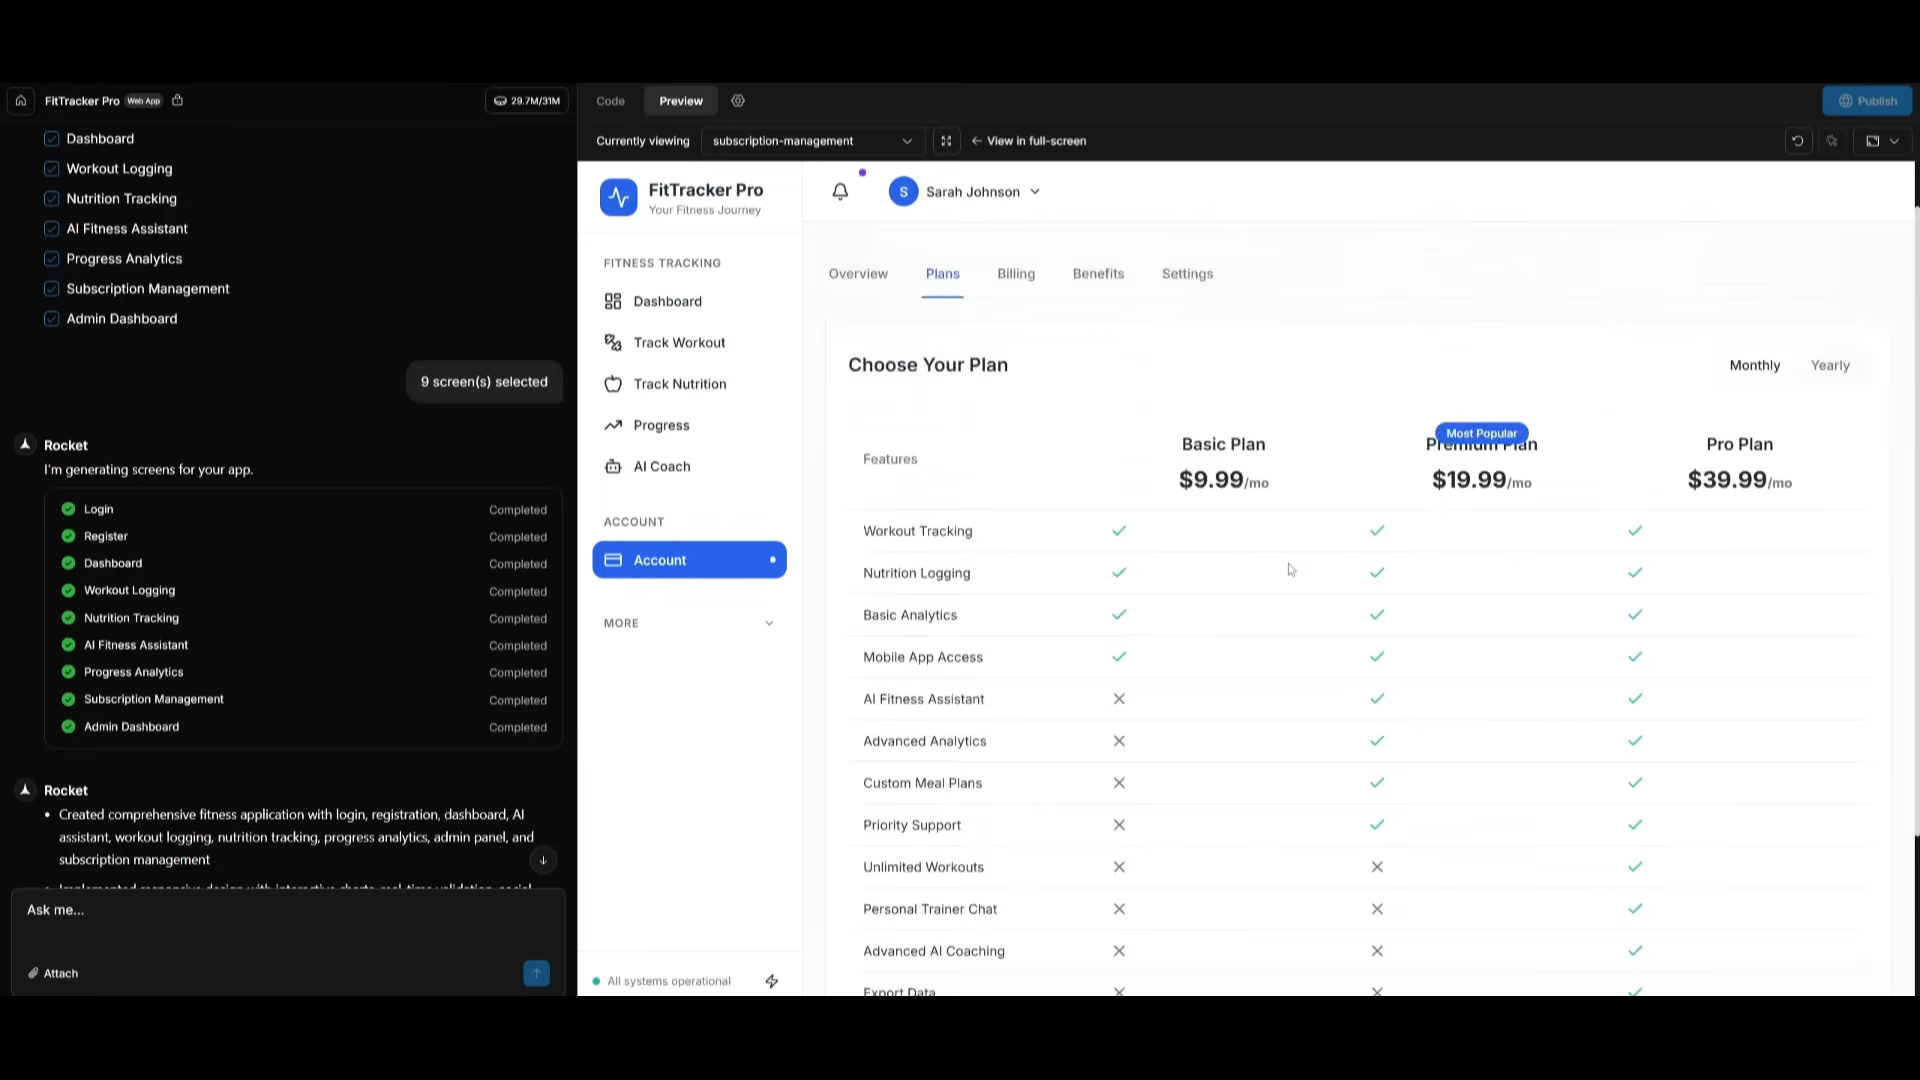 FitTracker Pro Web App
29.7M/31M
Dashboard
Workout Logging
Nutrition Tracking
AI Fitness Assistant
Progress Analytics
Subscription Management
Admin Dashboard
9 screen(s) selected
Rocket
I'm generating screens for your app.
Login Completed
Register Completed
Dashboard Completed
Workout Logging Completed
Nutrition Tracking Completed
AI Fitness Assistant Completed
Progress Analytics Completed
Subscription Management Completed
Admin Dashboard Completed
Rocket
• Created comprehensive fitness application with login, registration, dashboard, AI
assistant, workout logging, nutrition tracking, progress analytics, admin panel, and
subscription management
Ask me...
Attach
Code Preview
Publish
Currently viewing subscription-management ← View in full-screen
FitTracker Pro
Your Fitness Journey
FITNESS TRACKING
Dashboard
Track Workout
Track Nutrition
Progress
AI Coach
ACCOUNT
Account
MORE
All systems operational
S Sarah Johnson
Overview Plans Billing Benefits Settings
Choose Your Plan
Monthly Yearly
Most Popular
Features Basic Plan Premium Plan Pro Plan
$9.99/mo $19.99/mo $39.99/mo
Workout Tracking
Nutrition Logging
Basic Analytics
Mobile App Access
AI Fitness Assistant
Advanced Analytics
Custom Meal Plans
Priority Support
Unlimited Workouts
Personal Trainer Chat
Advanced AI Coaching
Export Data